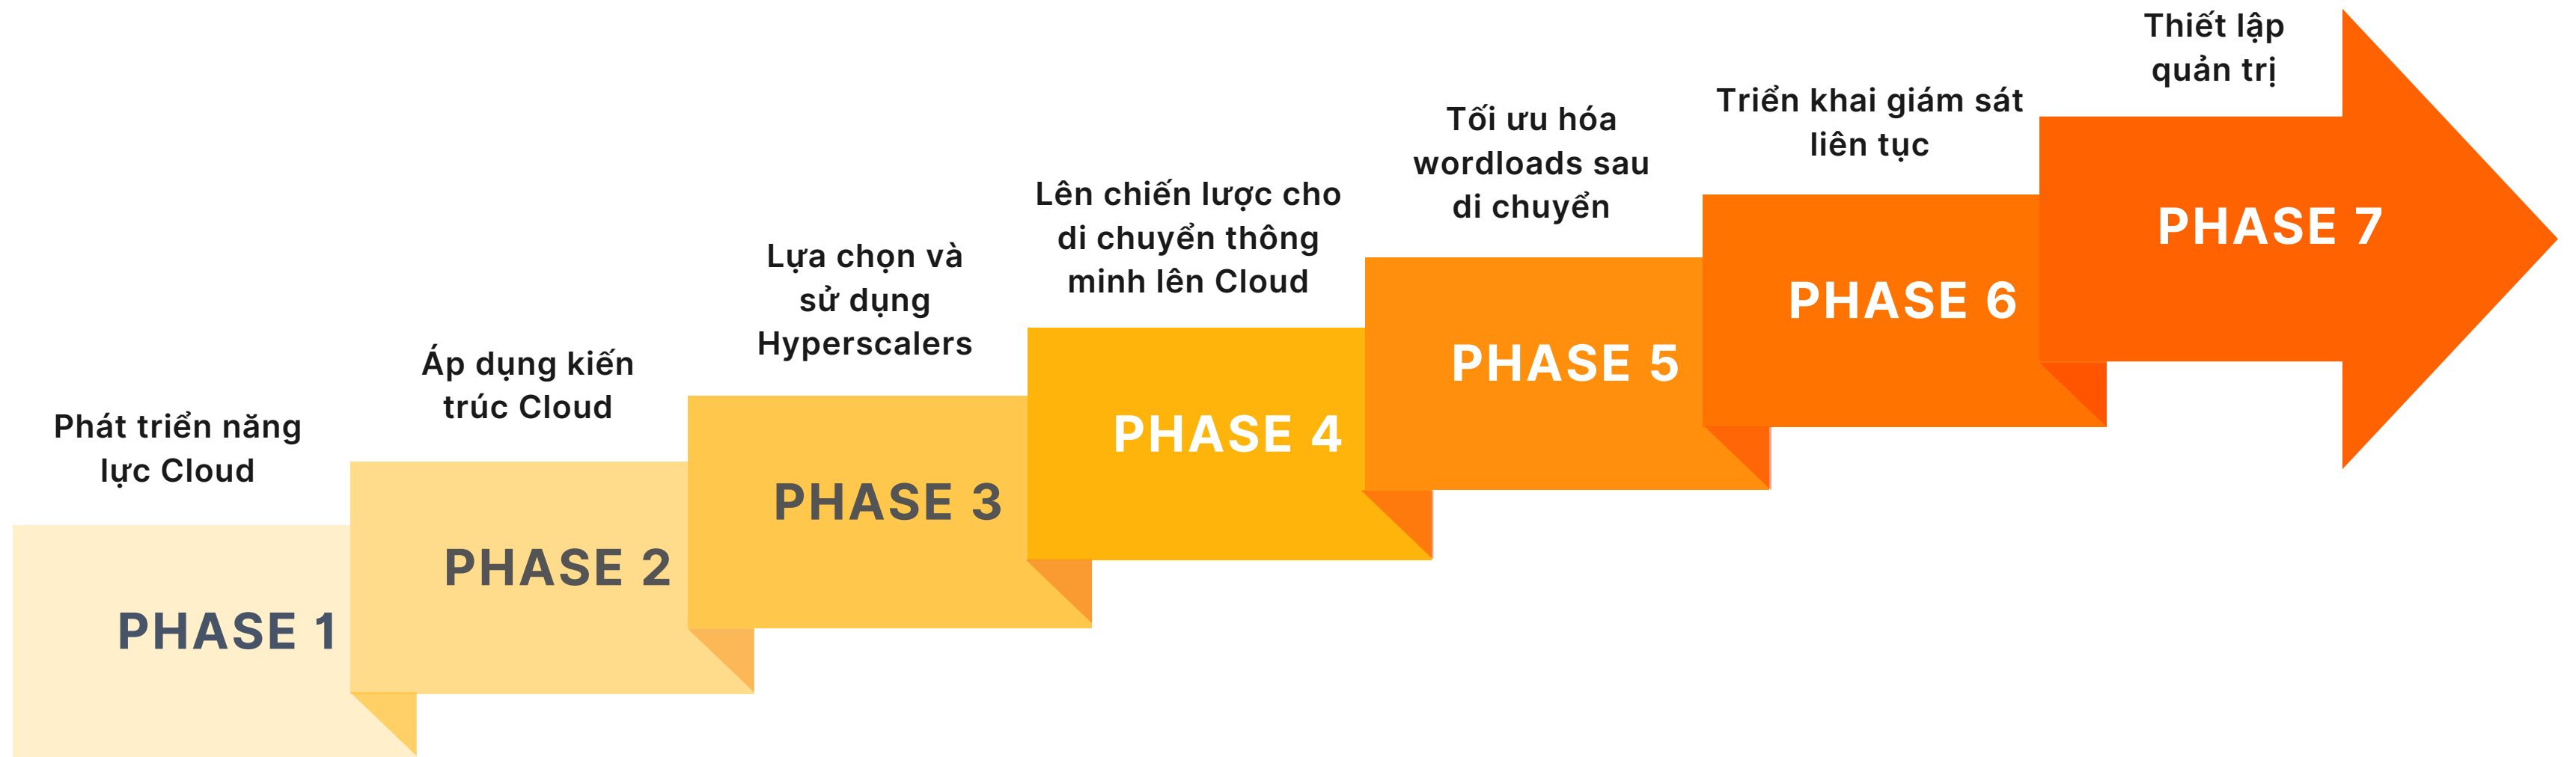 Phát triển năng
lực Cloud
PHASE 1
Áp dụng kiến
trúc Cloud
PHASE 2
Lựa chọn và
sử dụng
Hyperscalers
PHASE 3
Lên chiến lược cho
di chuyển thông
minh lên Cloud
PHASE 4
Tối ưu hóa
wordloads sau
di chuyển
PHASE 5
Triển khai giám sát
liên tục
PHASE 6
Thiết lập
quản trị
PHASE 7